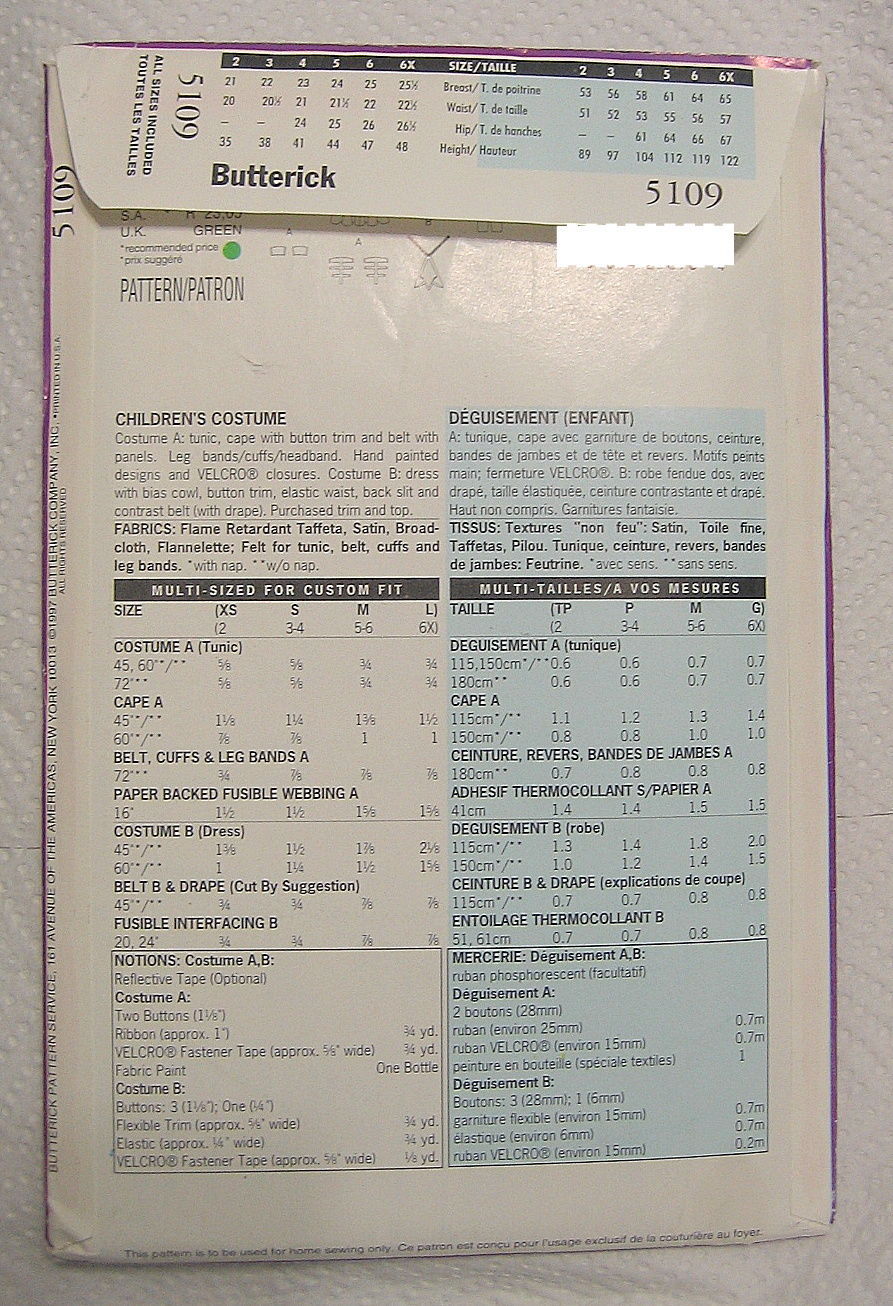 2 3 4 5 6 6X SIZE/TAILLE 2 3 4 5 6 6X
21 22 23 24 25 25½ Breast/T. de poitrine 53 56 58 61 64 65
20 20½ 21 21½ 22 22½ Waist/T. de taille 51 52 53 55 56 57
– – 24 25 26 26½ Hip/T. de hanches – – 61 64 66 67
35 38 41 44 47 48 Height/Hauteur 89 97 104 112 119 122
ALL SIZES INCLUDED
TOUTES LES TAILLES
5109
Butterick
5109
5109
S.A. R 23,05
U.K. GREEN
*recommended price
*prix suggéré
A
A
B
PATTERN/PATRON
CHILDREN'S COSTUME
Costume A: tunic, cape with button trim and belt with
panels. Leg bands/cuffs/headband. Hand painted
designs and VELCRO® closures. Costume B: dress
with bias cowl, button trim, elastic waist, back slit and
contrast belt (with drape). Purchased trim and top.
FABRICS: Flame Retardant Taffeta, Satin, Broad-
cloth, Flannelette; Felt for tunic, belt, cuffs and
leg bands. *with nap. **w/o nap.
MULTI-SIZED FOR CUSTOM FIT
SIZE (XS S M L)
(2 3-4 5-6 6X)
COSTUME A (Tunic)
45, 60"*/** ⅝ ⅝ ¾ ¾
72"** ⅝ ⅝ ¾ ¾
CAPE A
45"*/** 1⅛ 1¼ 1⅜ 1½
60"*/** ⅞ ⅞ 1 1
BELT, CUFFS & LEG BANDS A
72"** ¾ ⅞ ⅞ ⅞
PAPER BACKED FUSIBLE WEBBING A
16" 1½ 1½ 1⅝ 1⅝
COSTUME B (Dress)
45"*/** 1⅜ 1½ 1⅞ 2⅛
60"*/** 1 1¼ 1½ 1⅝
BELT B & DRAPE (Cut By Suggestion)
45"*/** ¾ ¾ ⅞ ⅞
FUSIBLE INTERFACING B
20, 24" ¾ ¾ ⅞ ⅞
NOTIONS: Costume A,B:
Reflective Tape (Optional)
Costume A:
Two Buttons (1⅛")
Ribbon (approx. 1") ¾ yd.
VELCRO® Fastener Tape (approx. ⅝" wide) ¾ yd.
Fabric Paint One Bottle
Costume B:
Buttons: 3 (1⅛"); One (¼")
Flexible Trim (approx. ⅝" wide) ¾ yd.
Elastic (approx. ¼" wide) ¾ yd.
VELCRO® Fastener Tape (approx. ⅝" wide) ⅛ yd.
DÉGUISEMENT (ENFANT)
A: tunique, cape avec garniture de boutons, ceinture,
bandes de jambes et de tête et revers. Motifs peints
main; fermeture VELCRO®. B: robe fendue dos, avec
drapé, taille élastiquée, ceinture contrastante et drapé.
Haut non compris. Garnitures fantaisie.
TISSUS: Textures "non feu": Satin, Toile fine,
Taffetas, Pilou. Tunique, ceinture, revers, bandes
de jambes: Feutrine. *avec sens. **sans sens.
MULTI-TAILLES/A VOS MESURES
TAILLE (TP P M G)
(2 3-4 5-6 6X)
DEGUISEMENT A (tunique)
115,150cm*/** 0.6 0.6 0.7 0.7
180cm** 0.6 0.6 0.7 0.7
CAPE A
115cm*/** 1.1 1.2 1.3 1.4
150cm*/** 0.8 0.8 1.0 1.0
CEINTURE, REVERS, BANDES DE JAMBES A
180cm** 0.7 0.8 0.8 0.8
ADHESIF THERMOCOLLANT S/PAPIER A
41cm 1.4 1.4 1.5 1.5
DEGUISEMENT B (robe)
115cm*/** 1.3 1.4 1.8 2.0
150cm*/** 1.0 1.2 1.4 1.5
CEINTURE B & DRAPE (explications de coupe)
115cm*/** 0.7 0.7 0.8 0.8
ENTOILAGE THERMOCOLLANT B
51, 61cm 0.7 0.7 0.8 0.8
MERCERIE: Déguisement A,B:
ruban phosphorescent (facultatif)
Déguisement A:
2 boutons (28mm)
ruban (environ 25mm) 0.7m
ruban VELCRO® (environ 15mm) 0.7m
peinture en bouteille (spéciale textiles) 1
Déguisement B:
Boutons: 3 (28mm); 1 (6mm)
garniture flexible (environ 15mm) 0.7m
élastique (environ 6mm) 0.7m
ruban VELCRO® (environ 15mm) 0.2m
BUTTERICK PATTERN SERVICE, 161 AVENUE OF THE AMERICAS, NEW YORK 10013 ©1997 BUTTERICK COMPANY, INC. •PRINTED IN U.S.A.
ALL RIGHTS RESERVED
This pattern is to be used for home sewing only. Ce patron est conçu pour l'usage exclusif de la couturière au foyer.